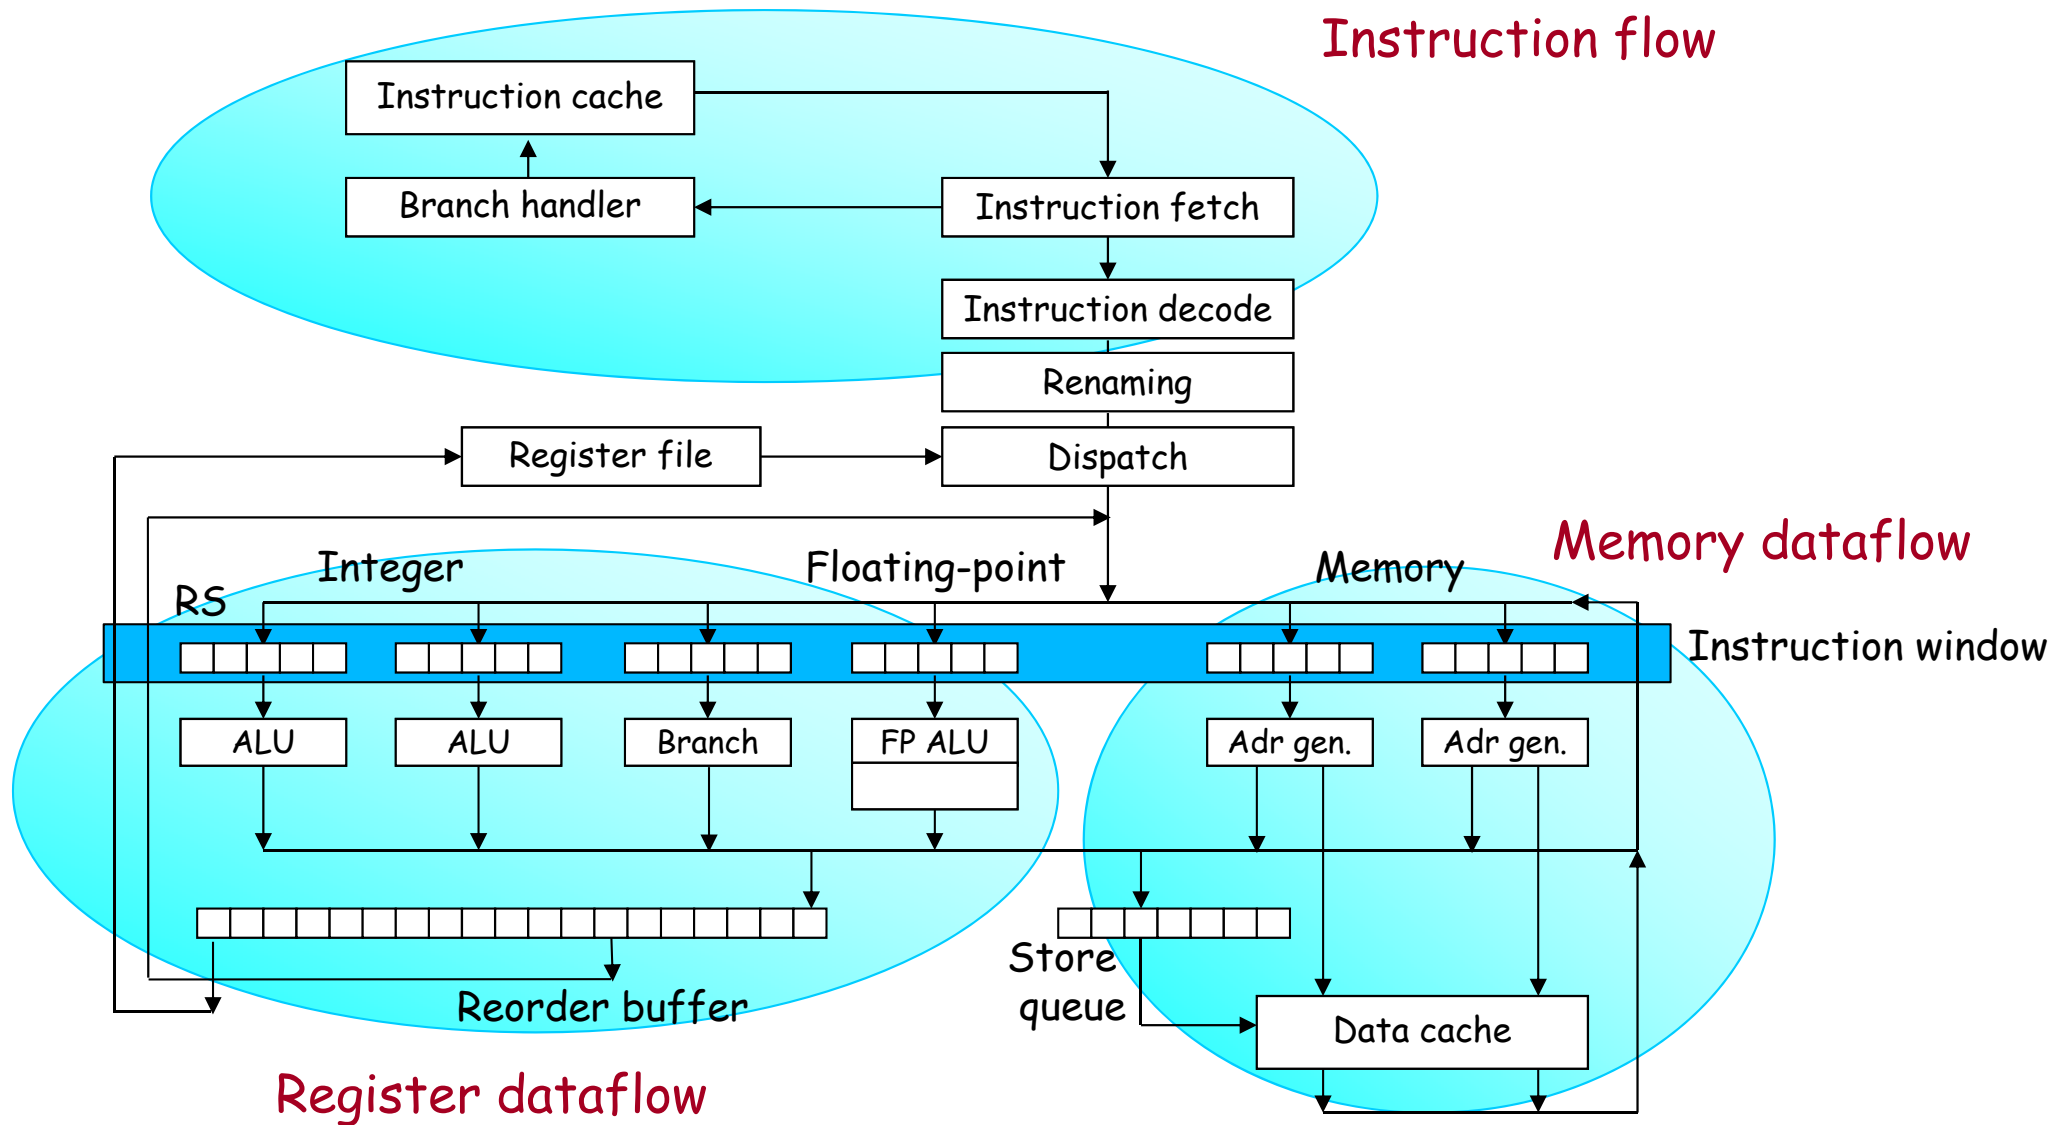 Instruction flow
Instruction cache
Branch handler
Instruction fetch
Instruction decode
Renaming
Register file
Dispatch
Memory dataflow
Integer
Floating-point
Memory
RS
Instruction window
ALU
ALU
Branch
FP ALU
Adr gen.
Adr gen.
Store
queue
Reorder buffer
Data cache
Register dataflow